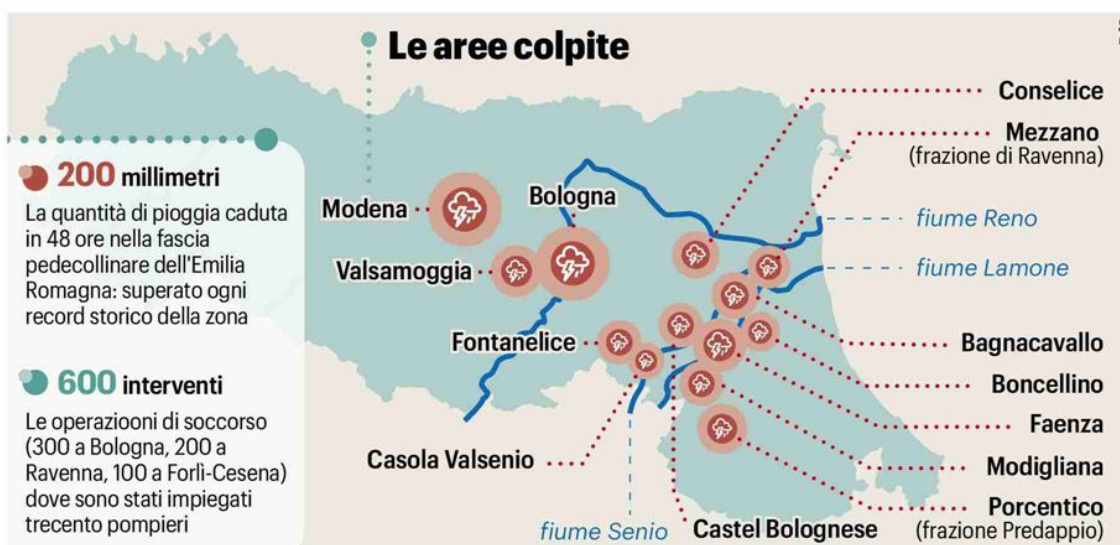 Le aree colpite
200 millimetri
La quantità di pioggia caduta
in 48 ore nella fascia
pedecollinare dell'Emilia
Romagna: superato ogni
record storico della zona
600 interventi
Le operaziooni di soccorso
(300 a Bologna, 200 a
Ravenna, 100 a Forlì-Cesena)
dove sono stati impiegati
trecento pompieri
Modena
Bologna
Valsamoggia
Fontanelice
Casola Valsenio
fiume Senio
Castel Bolognese
Conselice
Mezzano
(frazione di Ravenna)
fiume Reno
fiume Lamone
Bagnacavallo
Boncellino
Faenza
Modigliana
Porcentico
(frazione Predappio)